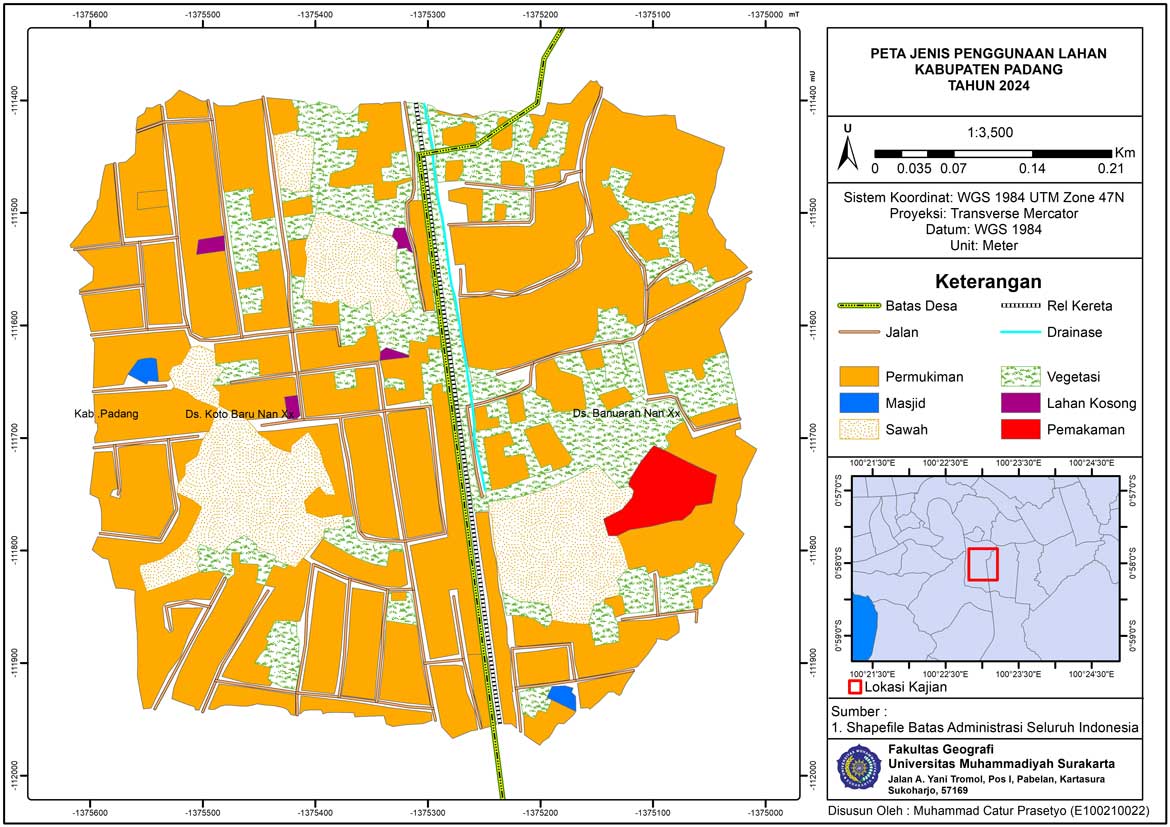 -1375600 -1375500 -1375400 -1375300 -1375200 -1375100 -1375000 mT
mU
-111400
-111500
-111600
-111700
-111800
-111900
-112000
-111400
-111500
-111600
-111700
-111800
-111900
-112000
Kab .Padang
Ds. Koto Baru Nan Xx
Ds. Banuarah Nan Xx
-1375600 -1375500 -1375400 -1375300 -1375200 -1375100 -1375000
PETA JENIS PENGGUNAAN LAHAN
KABUPATEN PADANG
TAHUN 2024
U
1:3,500
Km
0 0.035 0.07 0.14 0.21
Sistem Koordinat: WGS 1984 UTM Zone 47N
Proyeksi: Transverse Mercator
Datum: WGS 1984
Unit: Meter
Keterangan
Batas Desa
Rel Kereta
Jalan
Drainase
Permukiman
Vegetasi
Masjid
Lahan Kosong
Sawah
Pemakaman
100°21'30"E 100°22'30"E 100°23'30"E 100°24'30"E
0°57'0"S
0°58'0"S
0°59'0"S
0°57'0"S
0°58'0"S
0°59'0"S
100°21'30"E 100°22'30"E 100°23'30"E 100°24'30"E
Lokasi Kajian
Sumber :
1. Shapefile Batas Administrasi Seluruh Indonesia
Fakultas Geografi
Universitas Muhammadiyah Surakarta
Jalan A. Yani Tromol, Pos I, Pabelan, Kartasura
Sukoharjo, 57169
Disusun Oleh : Muhammad Catur Prasetyo (E100210022)